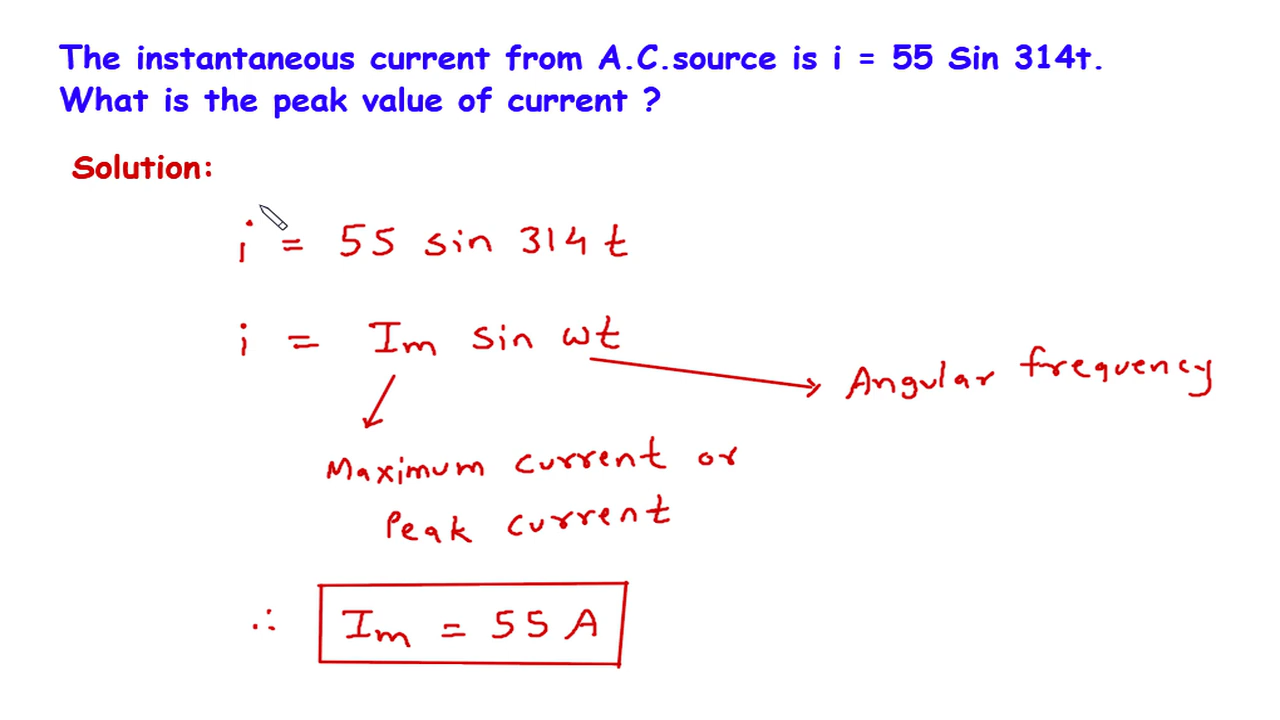 The instantaneous current from A.C.source is i = 55 Sin 314t.
What is the peak value of current ?
Solution:
i = 55 sin 314 t
i = Im sin ωt
Angular frequency
Maximum current or
Peak current
∴ Im = 55 A